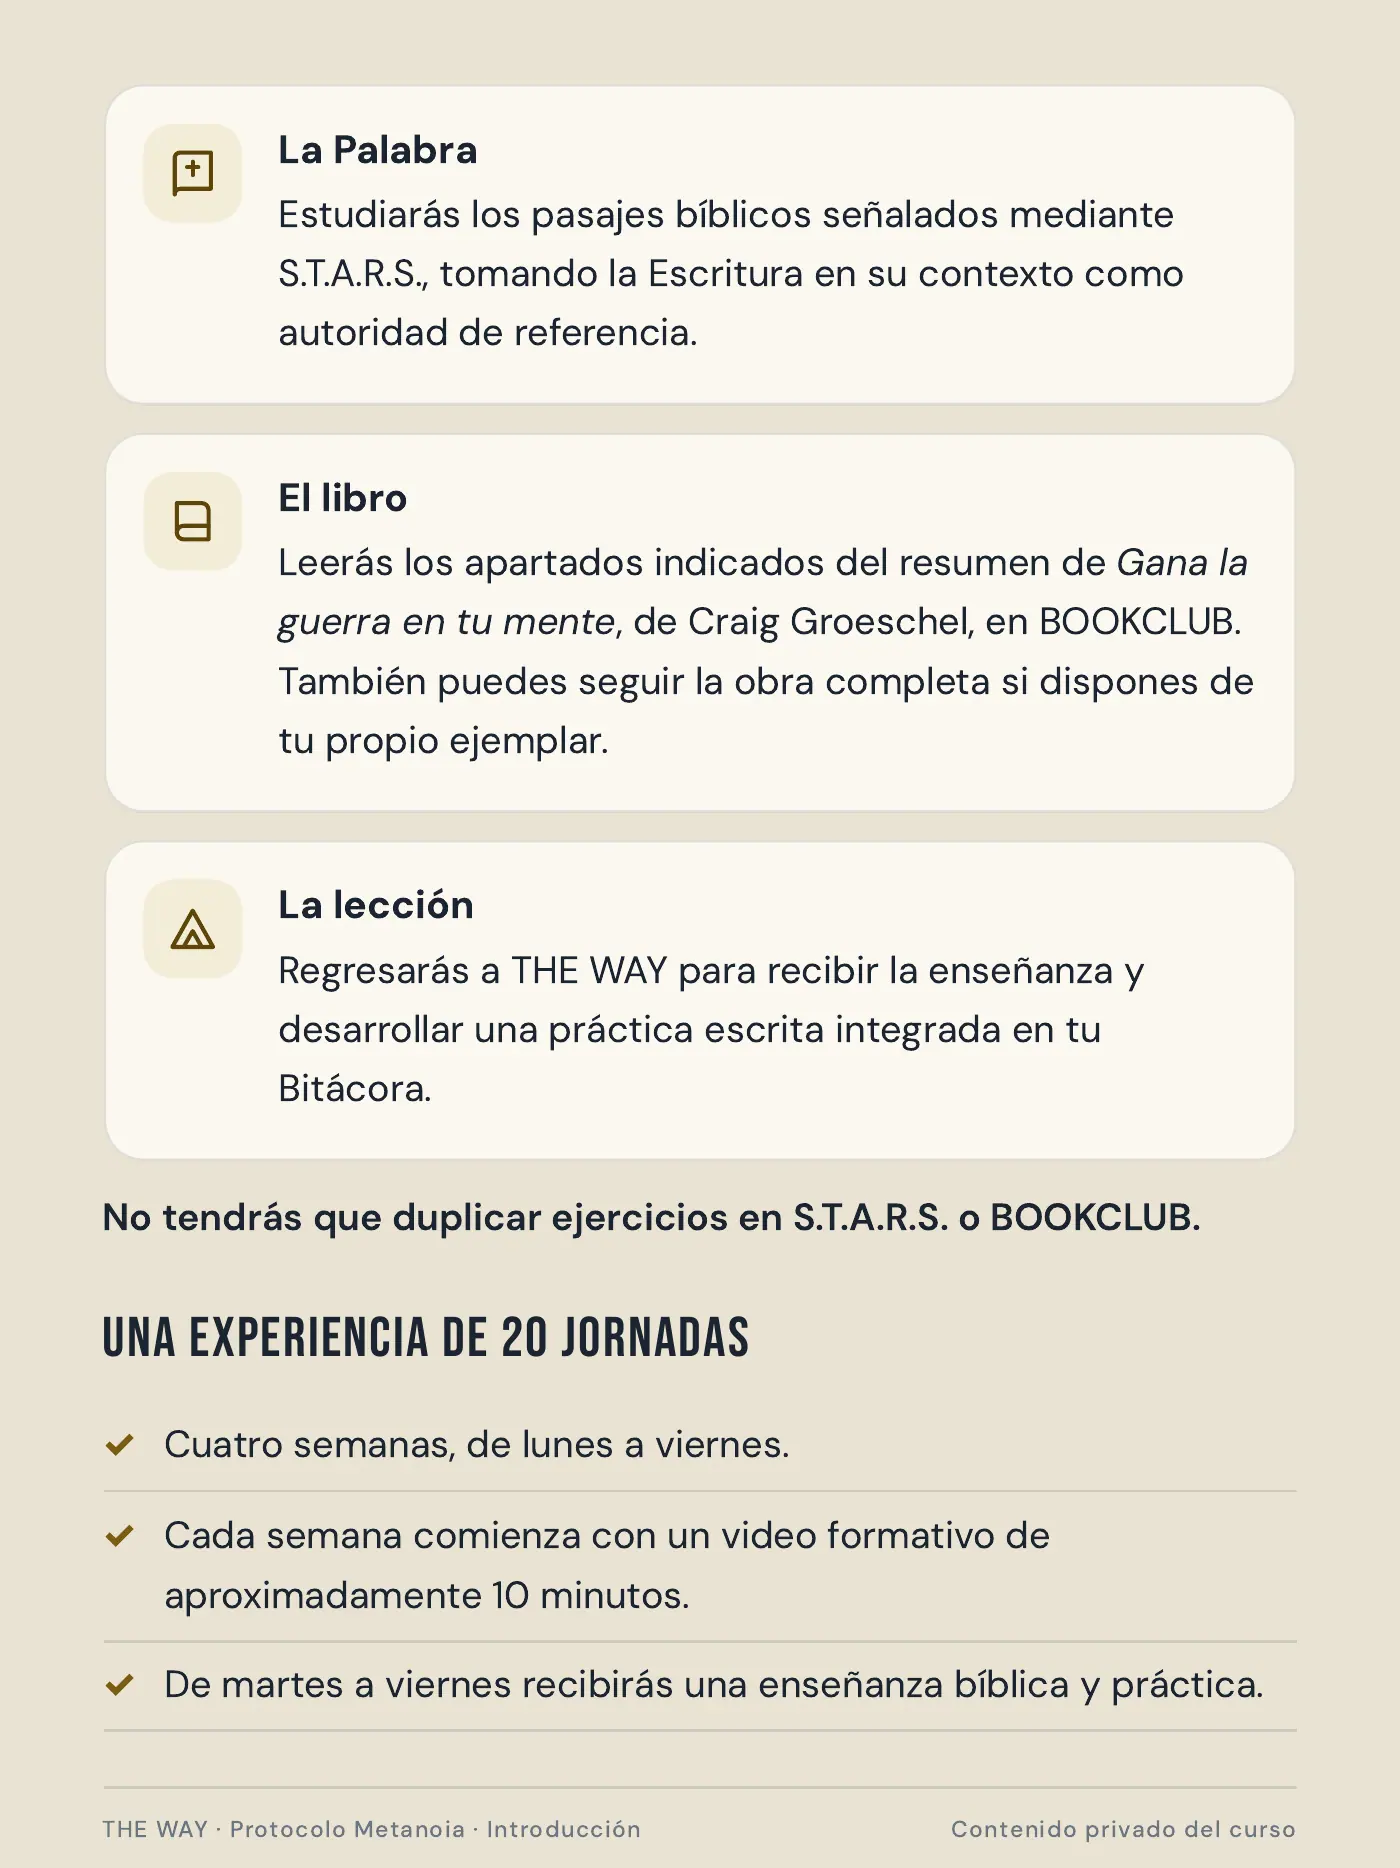 La Palabra
Estudiarás los pasajes bíblicos señalados mediante
S.T.A.R.S., tomando la Escritura en su contexto como
autoridad de referencia.
El libro
Leerás los apartados indicados del resumen de Gana la
guerra en tu mente, de Craig Groeschel, en BOOKCLUB.
También puedes seguir la obra completa si dispones de
tu propio ejemplar.
La lección
Regresarás a THE WAY para recibir la enseñanza y
desarrollar una práctica escrita integrada en tu
Bitácora.
No tendrás que duplicar ejercicios en S.T.A.R.S. o BOOKCLUB.
UNA EXPERIENCIA DE 20 JORNADAS
Cuatro semanas, de lunes a viernes.
Cada semana comienza con un video formativo de
aproximadamente 10 minutos.
De martes a viernes recibirás una enseñanza bíblica y práctica.
THE WAY · Protocolo Metanoia · Introducción
Contenido privado del curso